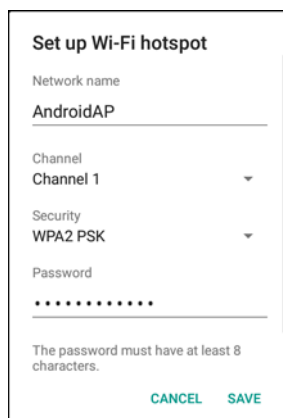 Set up Wi-Fi hotspot
Network name
AndroidAP
Channel
Channel 1
Security
WPA2 PSK
Password
••••••••••••
The password must have at least 8
characters.
CANCEL SAVE